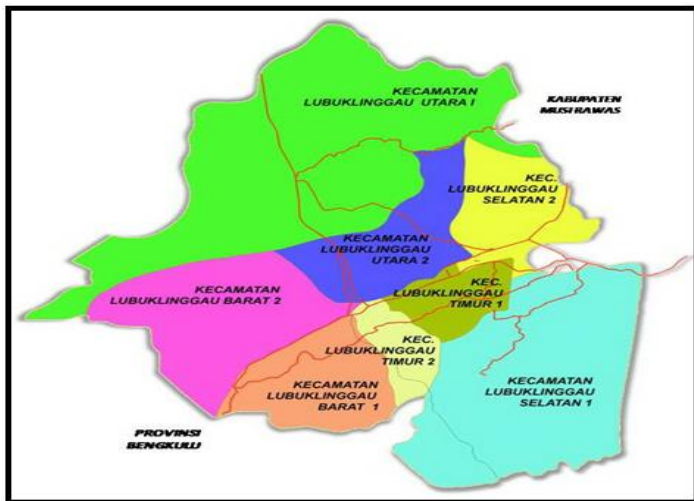 KECAMATAN
LUBUKLINGGAU UTARA I
KABUPATEN
MUSI RAWAS
KEC.
LUBUKLINGGAU
SELATAN 2
KECAMATAN
LUBUKLINGGAU
UTARA 2
KECAMATAN
LUBUKLINGGAU BARAT 2
KEC.
LUBUKLINGGAU
TIMUR 1
KEC.
LUBUKLINGGAU
TIMUR 2
KECAMATAN
LUBUKLINGGAU
BARAT 1
KECAMATAN
LUBUKLINGGAU
SELATAN 1
PROVINSI
BENGKULU